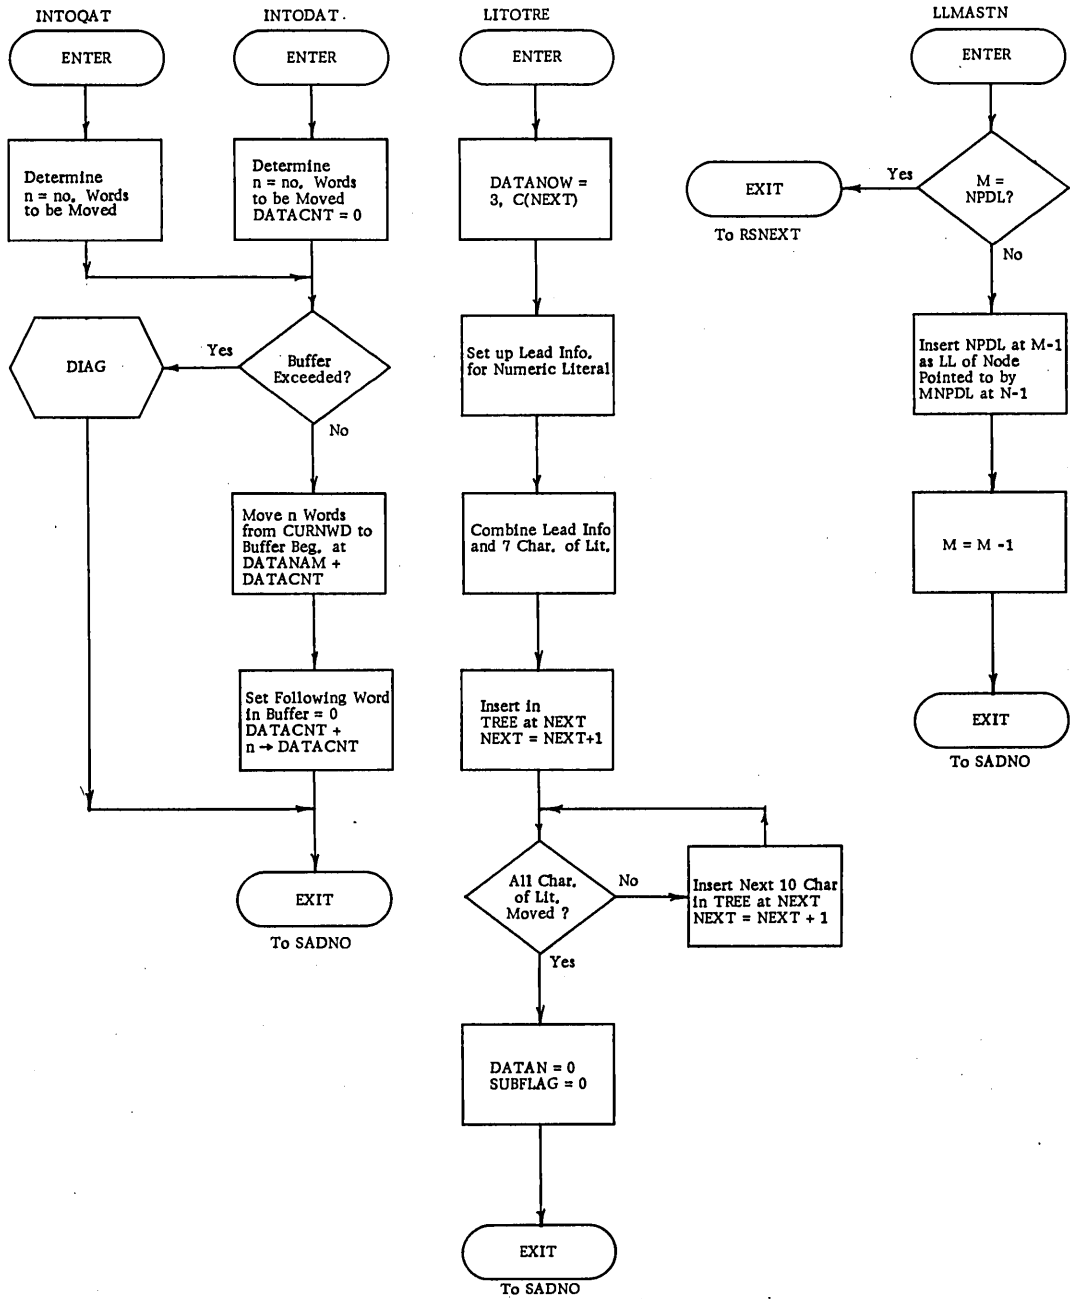 INTOQAT
ENTER
Determine
n = no. Words
to be Moved
INTODAT
ENTER
Determine
n = no. Words
to be Moved
DATACNT = 0
DIAG
Yes
Buffer
Exceeded?
No
Move n Words
from CURNWD to
Buffer Beg. at
DATANAM +
DATACNT
Set Following Word
in Buffer = 0
DATACNT +
n → DATACNT
EXIT
To SADNO
LITOTRE
ENTER
DATANOW =
3, C(NEXT)
Set up Lead Info.
for Numeric Literal
Combine Lead Info
and 7 Char. of Lit.
Insert in
TREE at NEXT
NEXT = NEXT+1
All Char.
of Lit.
Moved ?
No
Insert Next 10 Char
in TREE at NEXT
NEXT = NEXT + 1
Yes
DATAN = 0
SUBFLAG = 0
EXIT
To SADNO
LLMASTN
ENTER
M =
NPDL?
Yes
EXIT
To RSNEXT
No
Insert NPDL at M-1
as LL of Node
Pointed to by
MNPDL at N-1
M = M -1
EXIT
To SADNO